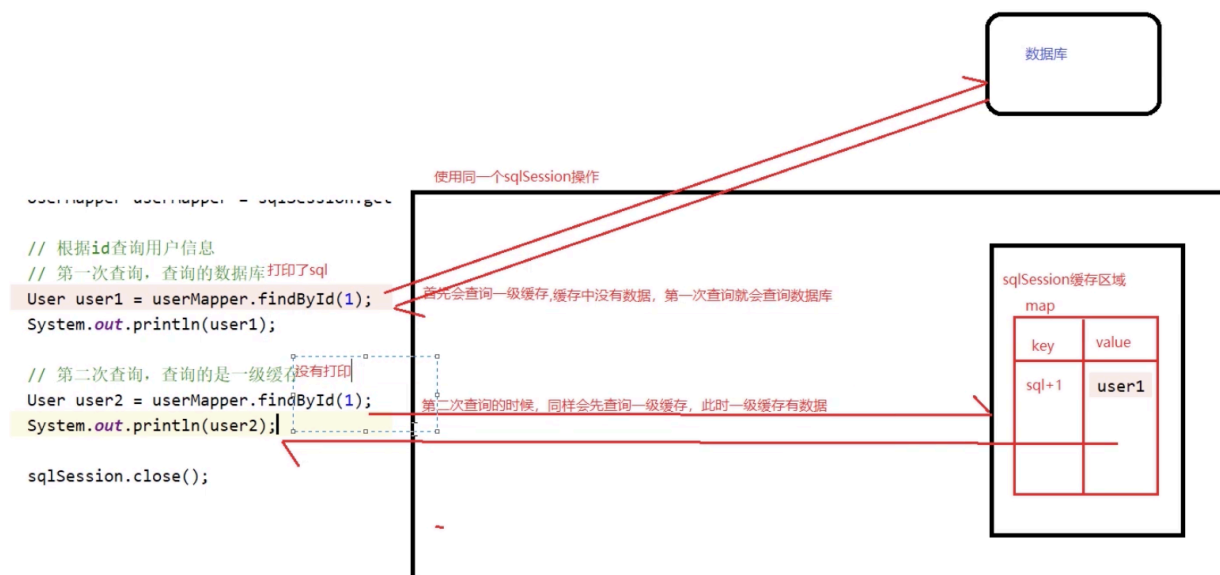 数据库
使用同一个sqlSession操作
UserMapper userMapper = sqlSession.get
// 根据id查询用户信息
// 第一次查询，查询的数据库 打印了sql
User user1 = userMapper.findById(1);
首先会查询一级缓存,缓存中没有数据，第一次查询就会查询数据库
System.out.println(user1);
// 第二次查询，查询的是一级缓存 没有打印
User user2 = userMapper.findById(1);
第二次查询的时候，同样会先查询一级缓存，此时一级缓存有数据
System.out.println(user2);
sqlSession.close();
sqlSession缓存区域
map
key value
sql+1 user1
~